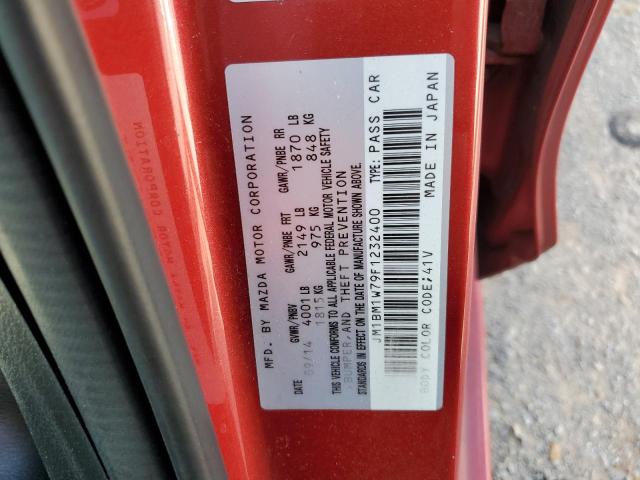 MFD. BY MAZDA MOTOR CORPORATION
GVWR/PNBV GAWR/PNBE FRT GAWR/PNBE RR
DATE 4001 LB 2149 LB 1870 LB
09/14 1815 KG 975 KG 848 KG
THIS VEHICLE CONFORMS TO ALL APPLICABLE FEDERAL MOTOR VEHICLE SAFETY
,BUMPER,AND THEFT PREVENTION
STANDARDS IN EFFECT ON THE DATE OF MANUFACTURE SHOWN ABOVE.
JM1BM1W79F1232400 TYPE: PASS CAR
BODY COLOR CODE;41V MADE IN JAPAN